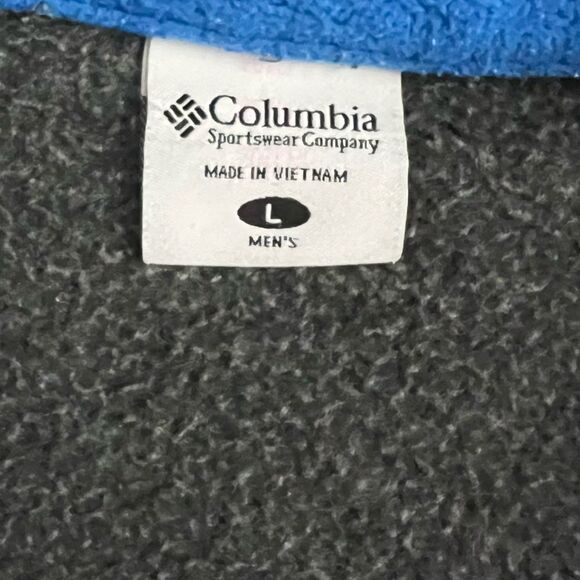 Columbia
Sportswear Company
MADE IN VIETNAM
L
MEN'S